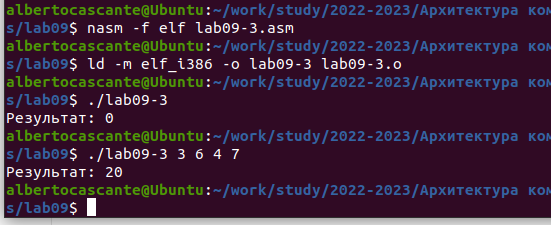 albertocascante@Ubuntu:~/work/study/2022-2023/Архитектура ком
s/lab09$ nasm -f elf lab09-3.asm
albertocascante@Ubuntu:~/work/study/2022-2023/Архитектура ком
s/lab09$ ld -m elf_i386 -o lab09-3 lab09-3.o
albertocascante@Ubuntu:~/work/study/2022-2023/Архитектура ком
s/lab09$ ./lab09-3
Результат: 0
albertocascante@Ubuntu:~/work/study/2022-2023/Архитектура ком
s/lab09$ ./lab09-3 3 6 4 7
Результат: 20
albertocascante@Ubuntu:~/work/study/2022-2023/Архитектура ком
s/lab09$